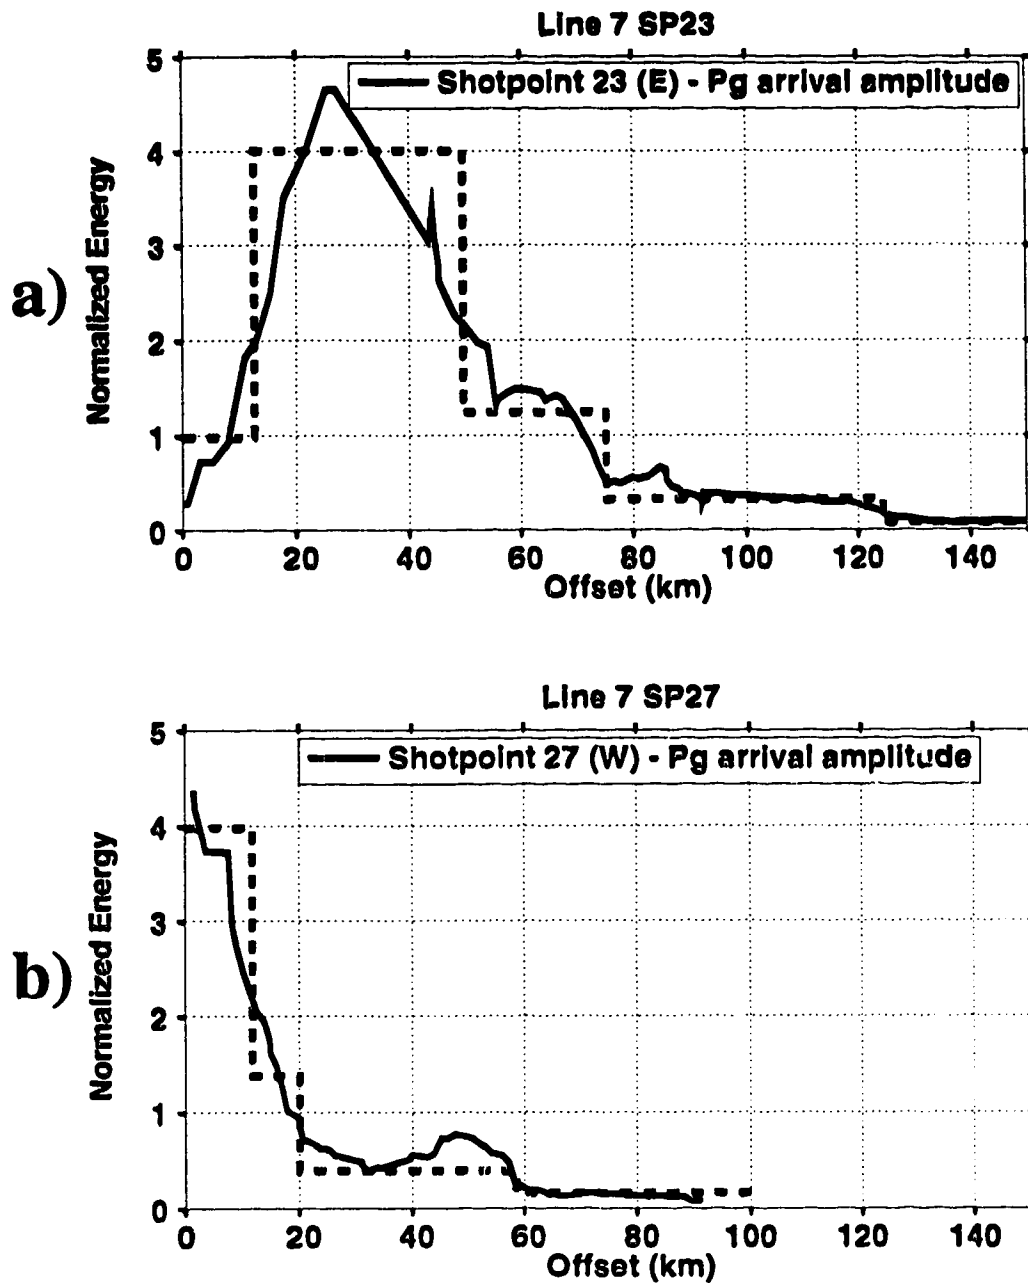 Line 7 SP23
Shotpoint 23 (E) - Pg arrival amplitude
5
4
3
2
1
0
Normalized Energy
a)
0 20 40 60 80 100 120 140
Offset (km)
Line 7 SP27
Shotpoint 27 (W) - Pg arrival amplitude
5
4
3
2
1
0
Normalized Energy
b)
0 20 40 60 80 100 120 140
Offset (km)